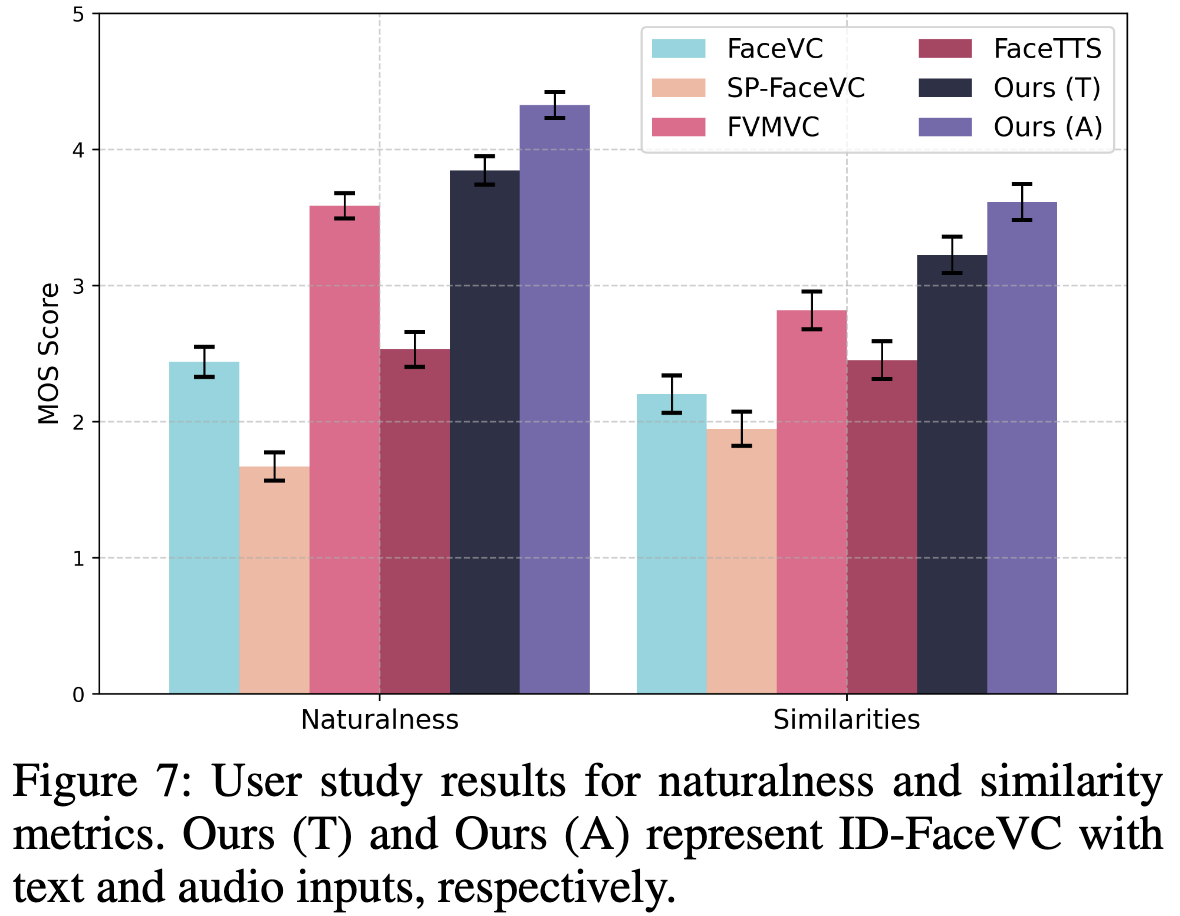 5
4
3
2
1
0
MOS Score
FaceVC
SP-FaceVC
FVMVC
FaceTTS
Ours (T)
Ours (A)
Naturalness
Similarities
Figure 7: User study results for naturalness and similarity
metrics. Ours (T) and Ours (A) represent ID-FaceVC with
text and audio inputs, respectively.